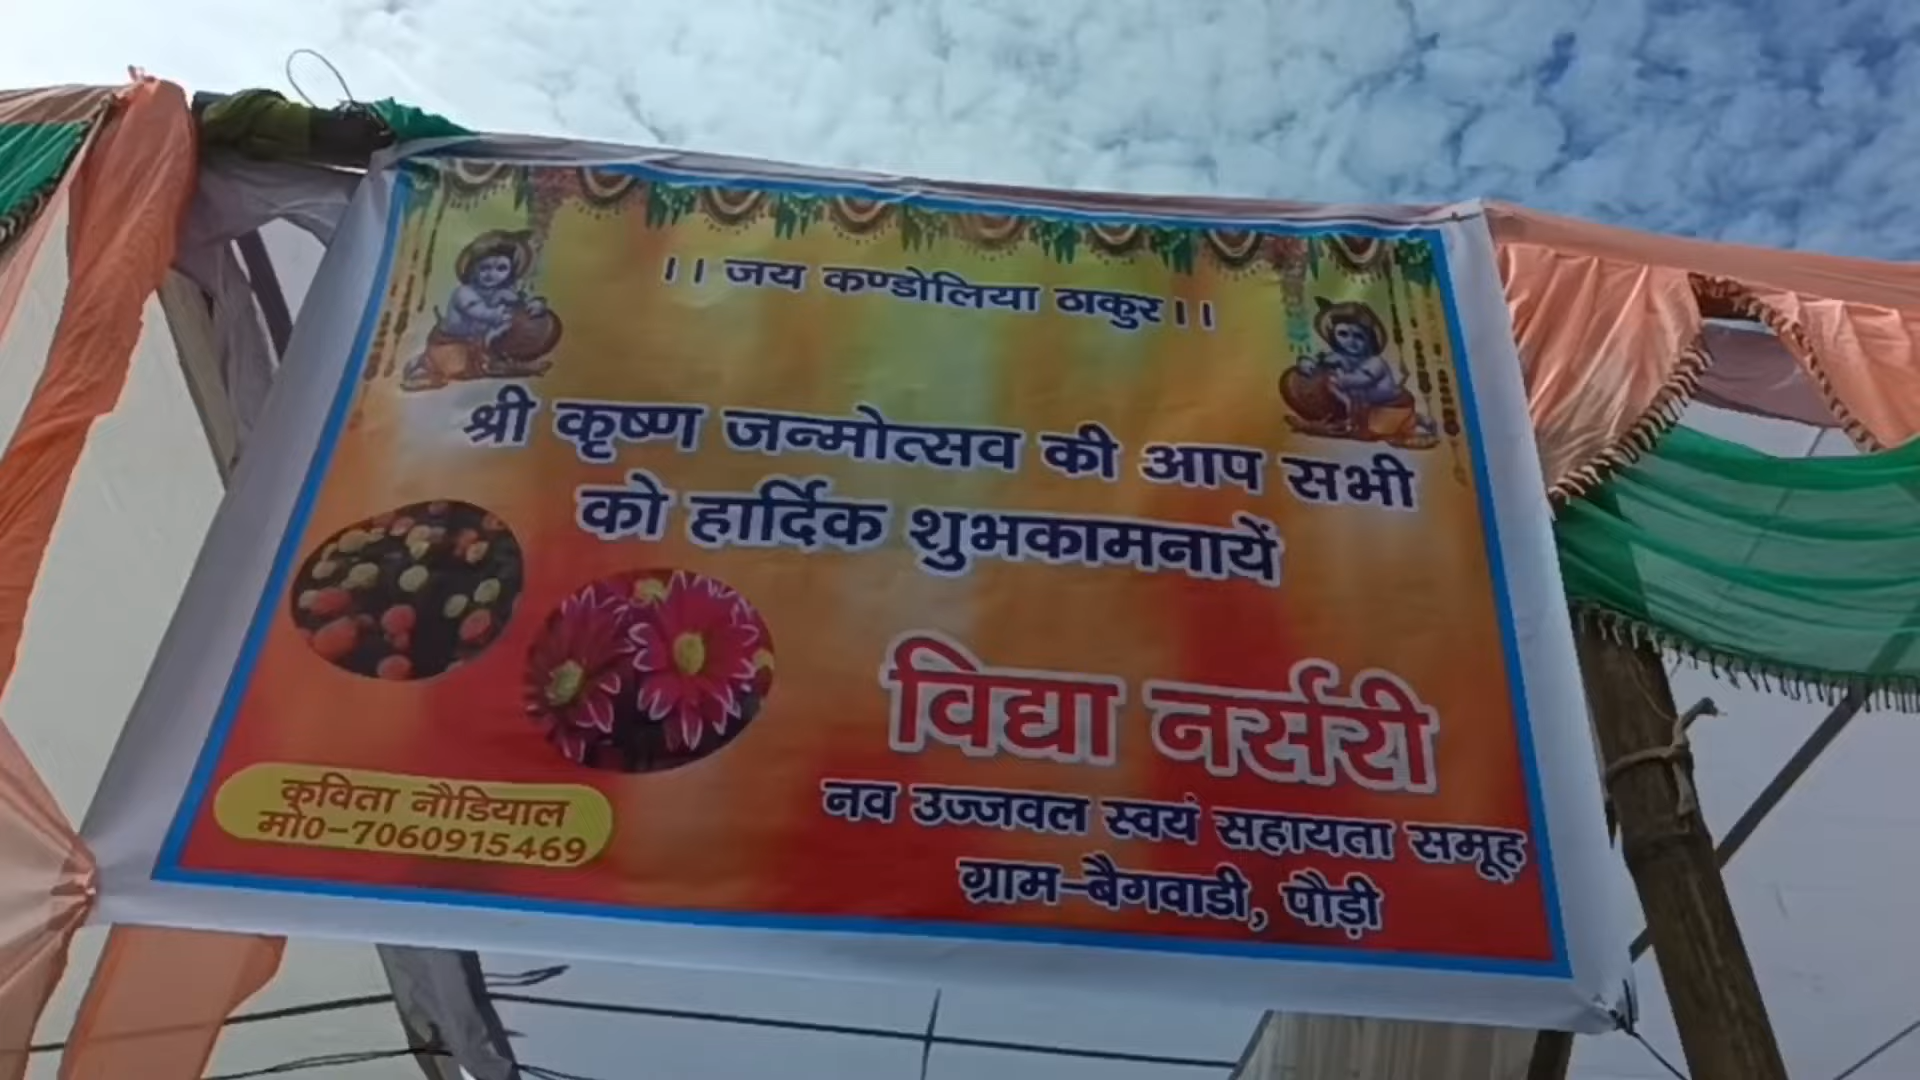 ।। जय कण्डोलिया ठाकुर ।।
श्री कृष्ण जन्मोत्सव की आप सभी
को हार्दिक शुभकामनायें
विद्या नर्सरी
नव उज्जवल स्वयं सहायता समूह
ग्राम-बैगवाडी, पौड़ी
कविता नौडियाल
मो0-7060915469